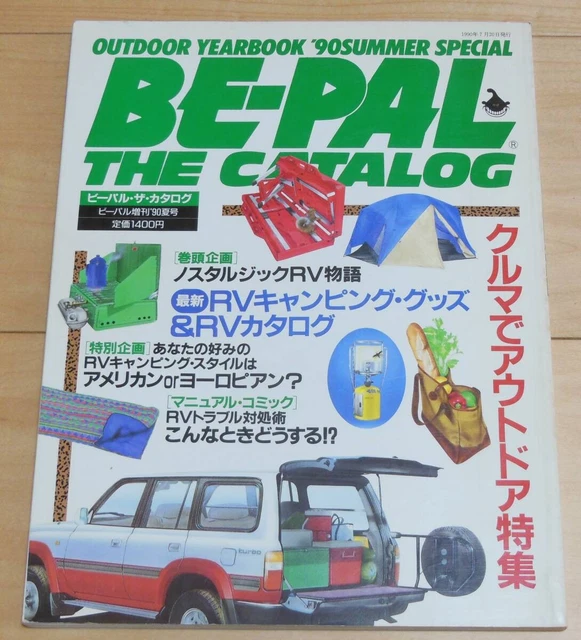 1990年7月25日発行
OUTDOOR YEARBOOK '90SUMMER SPECIAL
BE-PAL®
THE CATALOG
ビーパル・ザ・カタログ
ビーパル増刊'90夏号
定価1400円
クルマでアウトドア特集
[巻頭企画]
ノスタルジックRV物語
最新RVキャンピング・グッズ
&RVカタログ
[特別企画]あなたの好みの
RVキャンピング・スタイルは
アメリカンorヨーロピアン?
[マニュアル・コミック]
RVトラブル対処術
こんなときどうする!?
turbo